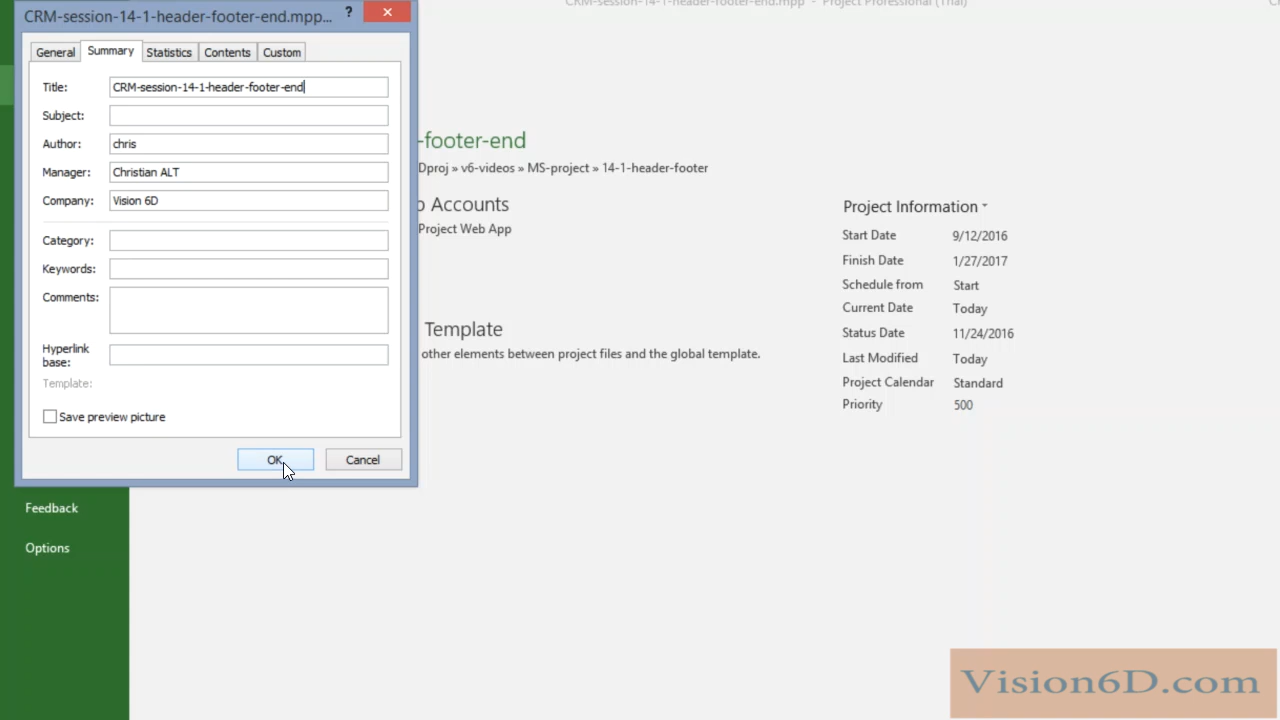 CRM-session-14-1-header-footer-end.mpp...
?
CRM-session-14-1-header-footer-end.mpp - Project Professional (Trial)
General
Summary
Statistics
Contents
Custom
Title: CRM-session-14-1-header-footer-end
Subject:
Author: chris
Manager: Christian ALT
Company: Vision 6D
Category:
Keywords:
Comments:
Hyperlink
base:
Template:
Save preview picture
OK
Cancel
-footer-end
Dproj » v6-videos » MS-project » 14-1-header-footer
Accounts
Project Web App
Template
other elements between project files and the global template.
Project Information
Start Date 9/12/2016
Finish Date 1/27/2017
Schedule from Start
Current Date Today
Status Date 11/24/2016
Last Modified Today
Project Calendar Standard
Priority 500
Feedback
Options
Vision6D.com